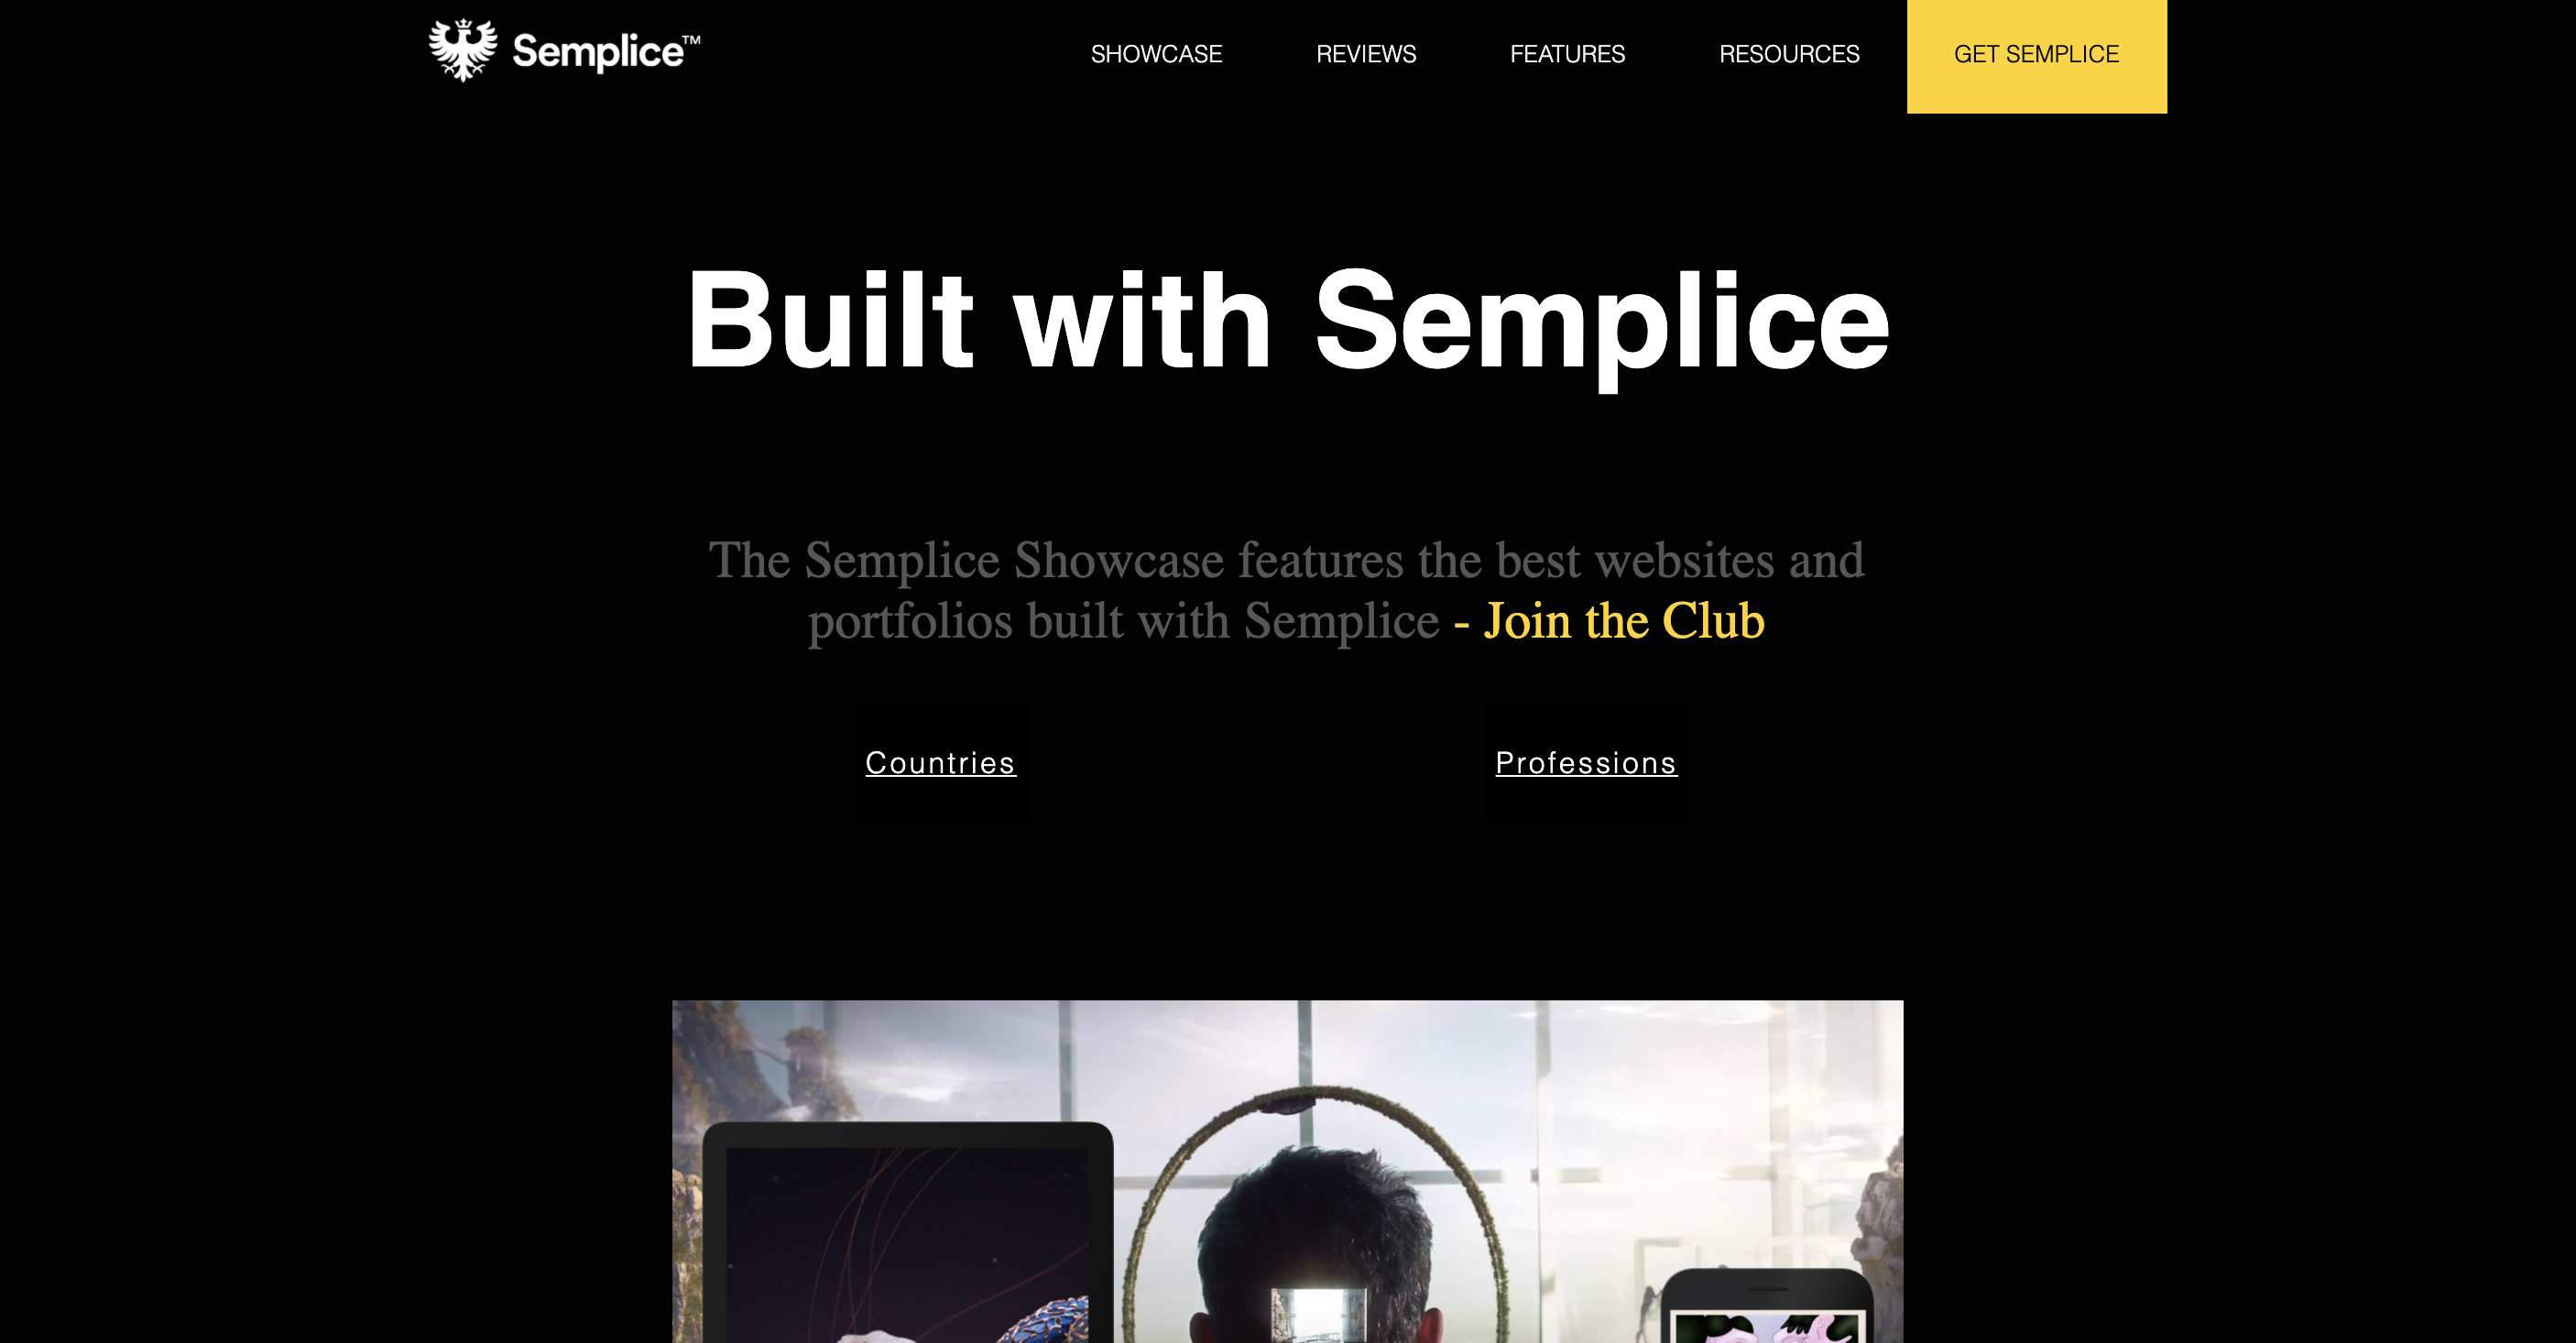 Semplice™
SHOWCASE
REVIEWS
FEATURES
RESOURCES
GET SEMPLICE
Built with Semplice
The Semplice Showcase features the best websites and
portfolios built with Semplice - Join the Club
Countries
Professions